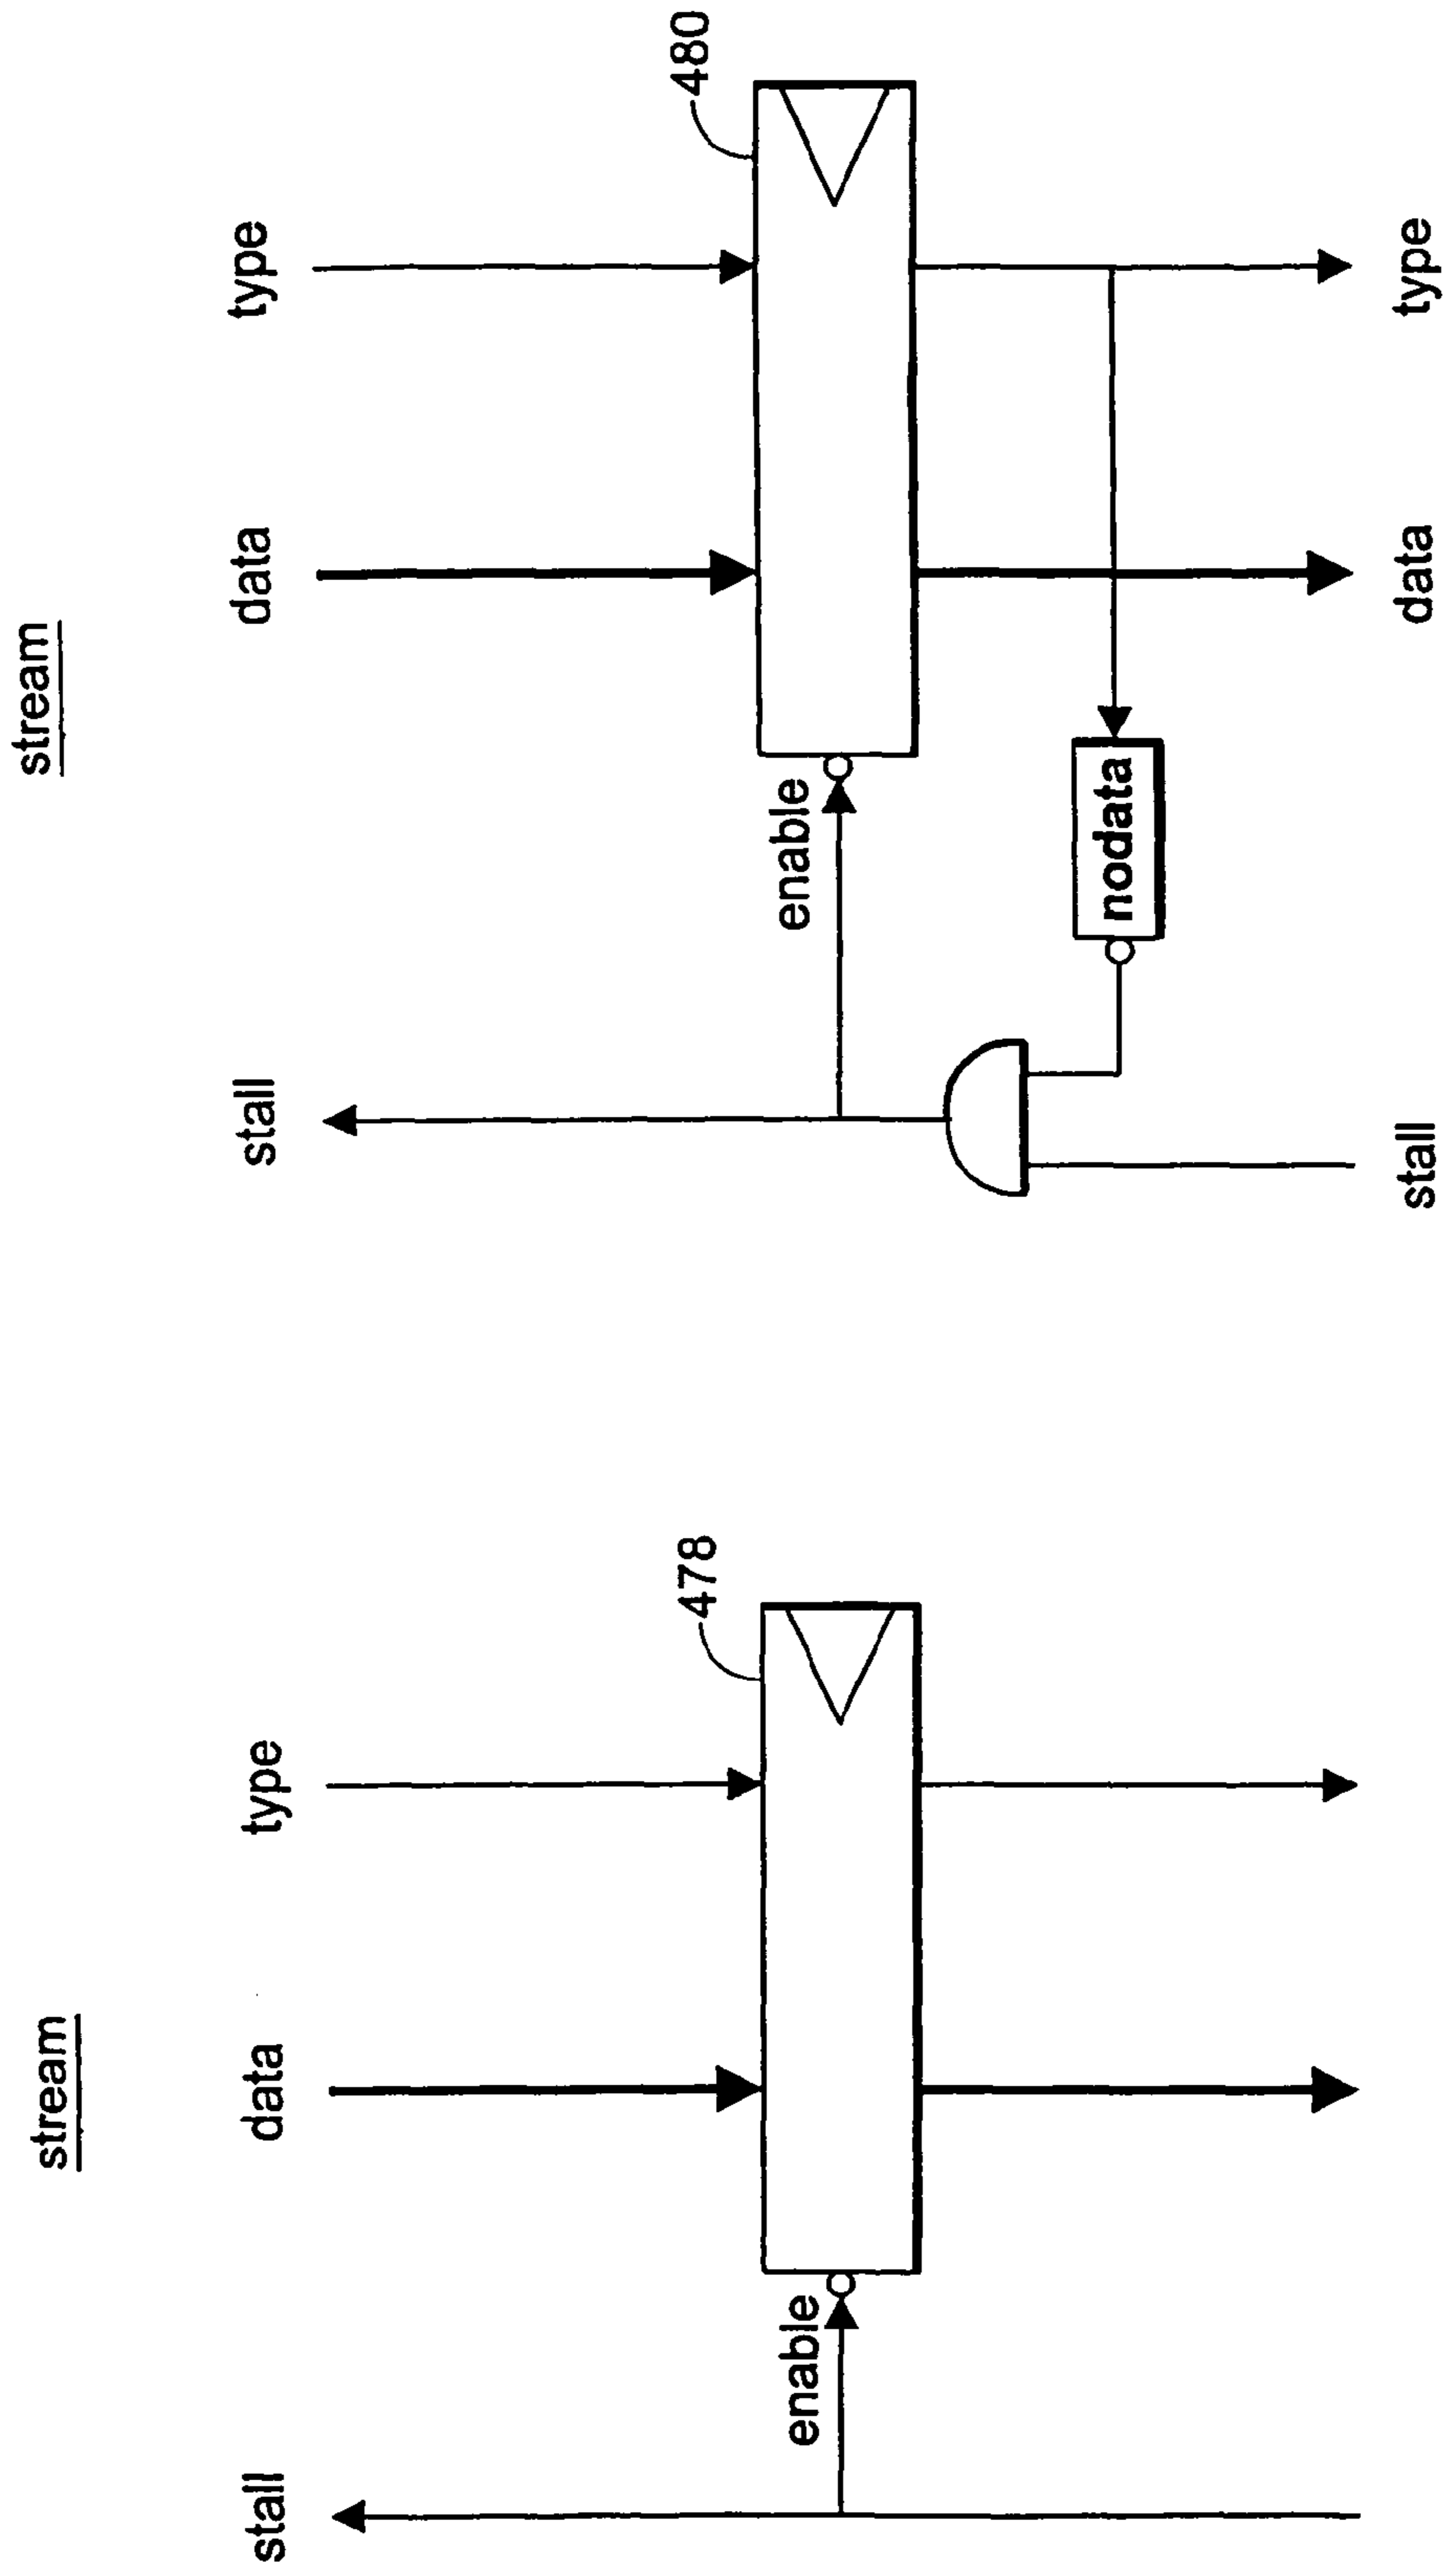 stream
stall data type
478
enable
stream
stall data type
480
enable
nodata
stall data type